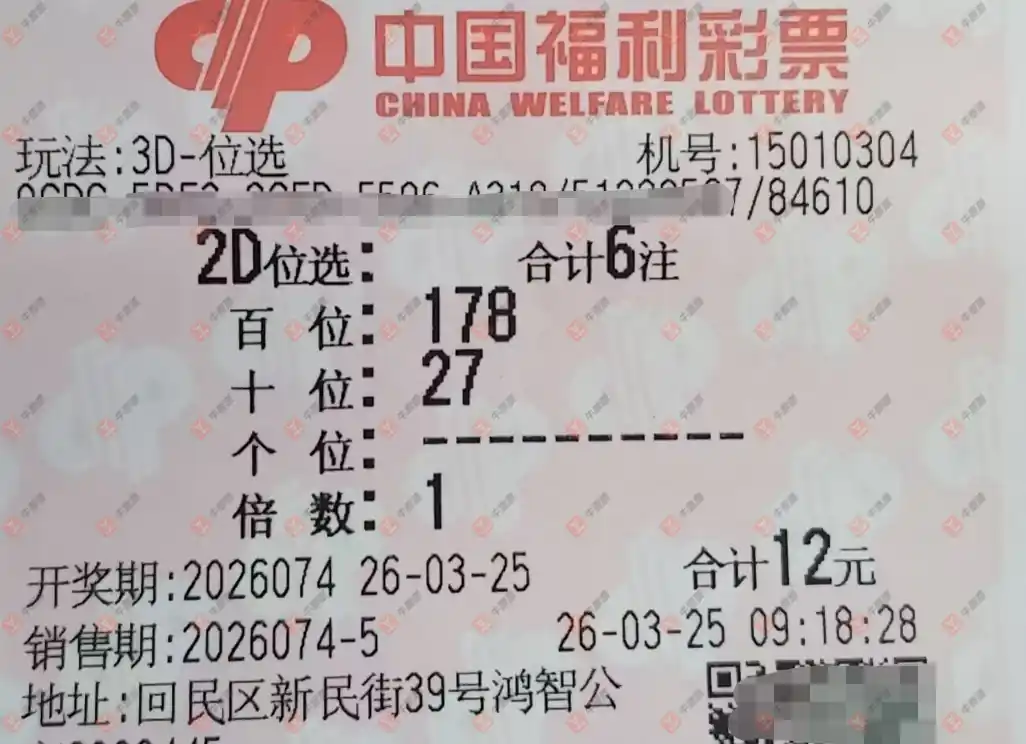 中国福利彩票
CHINA WELFARE LOTTERY
玩法:3D-位选 机号:15010304
7/84610
2D位选: 合计6注
百 位: 178
十 位: 27
个 位: ----------
倍 数: 1
开奖期:2026074 26-03-25 合计12元
销售期:2026074-5 26-03-25 09:18:28
地址:回民区新民街39号鸿智公